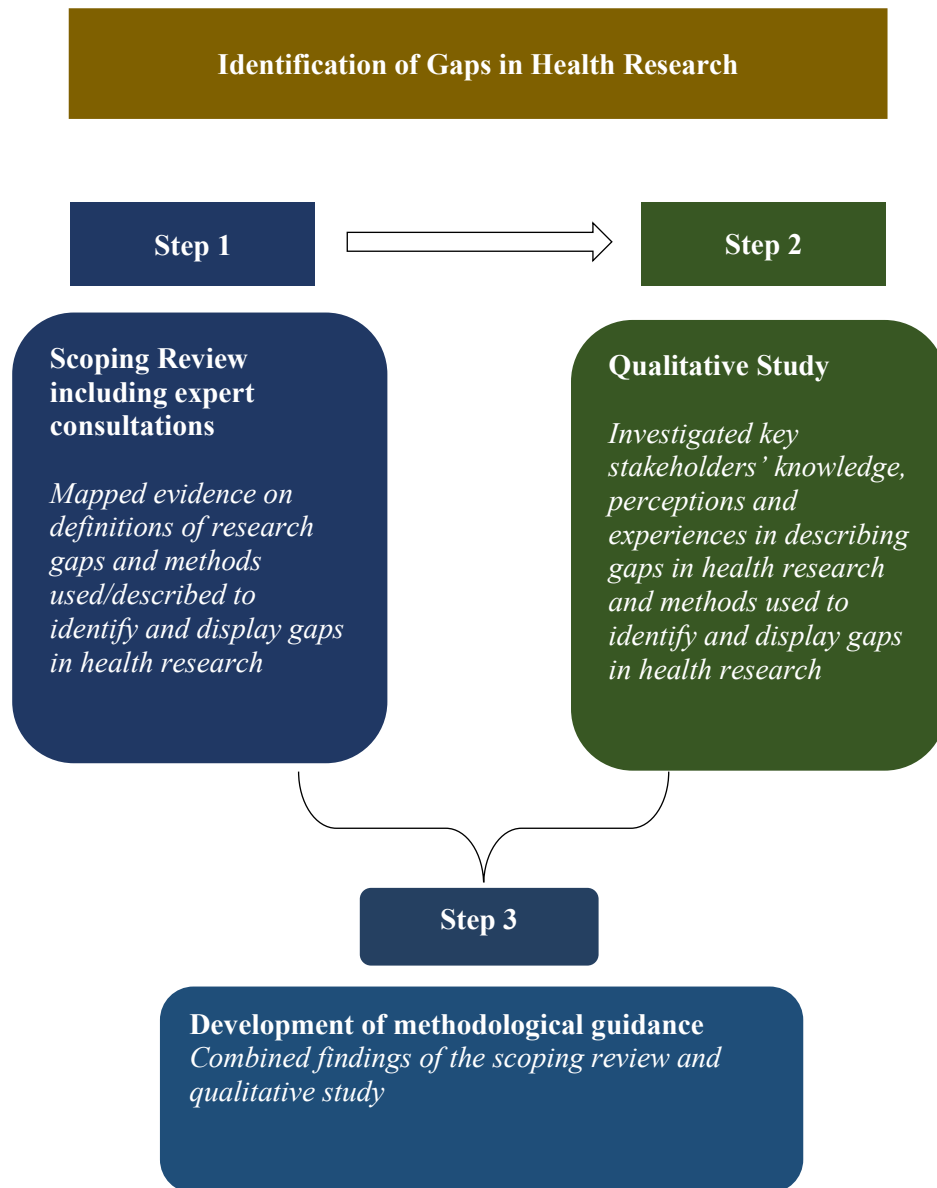 Identification of Gaps in Health Research
Step 1
Step 2
Scoping Review
including expert
consultations
Mapped evidence on
definitions of research
gaps and methods
used/described to
identify and display gaps
in health research
Qualitative Study
Investigated key
stakeholders’ knowledge,
perceptions and
experiences in describing
gaps in health research
and methods used to
identify and display gaps
in health research
Step 3
Development of methodological guidance
Combined findings of the scoping review and
qualitative study